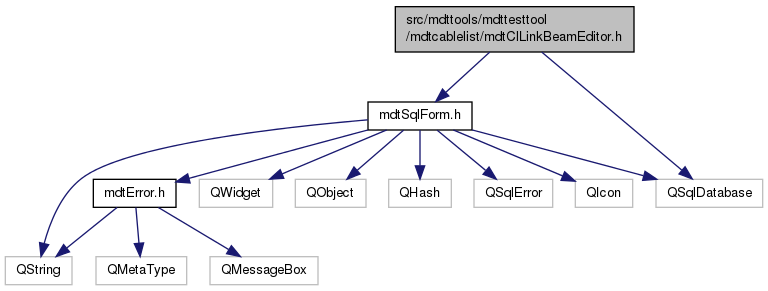 src/mdttools/mdttesttool
/mdtcablelist/mdtClLinkBeamEditor.h
mdtSqlForm.h
mdtError.h
QWidget
QObject
QHash
QSqlError
QIcon
QSqlDatabase
QString
QMetaType
QMessageBox